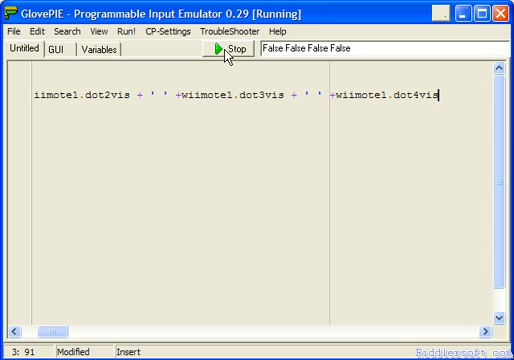 GlovePIE - Programmable Input Emulator 0.29 [Running]
File Edit Search View Run! CP-Settings TroubleShooter Help
Untitled GUI Variables Stop False False False False
iimote1.dot2vis + ' ' +wiimote1.dot3vis + ' ' +wiimote1.dot4vis
3: 91 Modified Insert
Riddlersoft.com